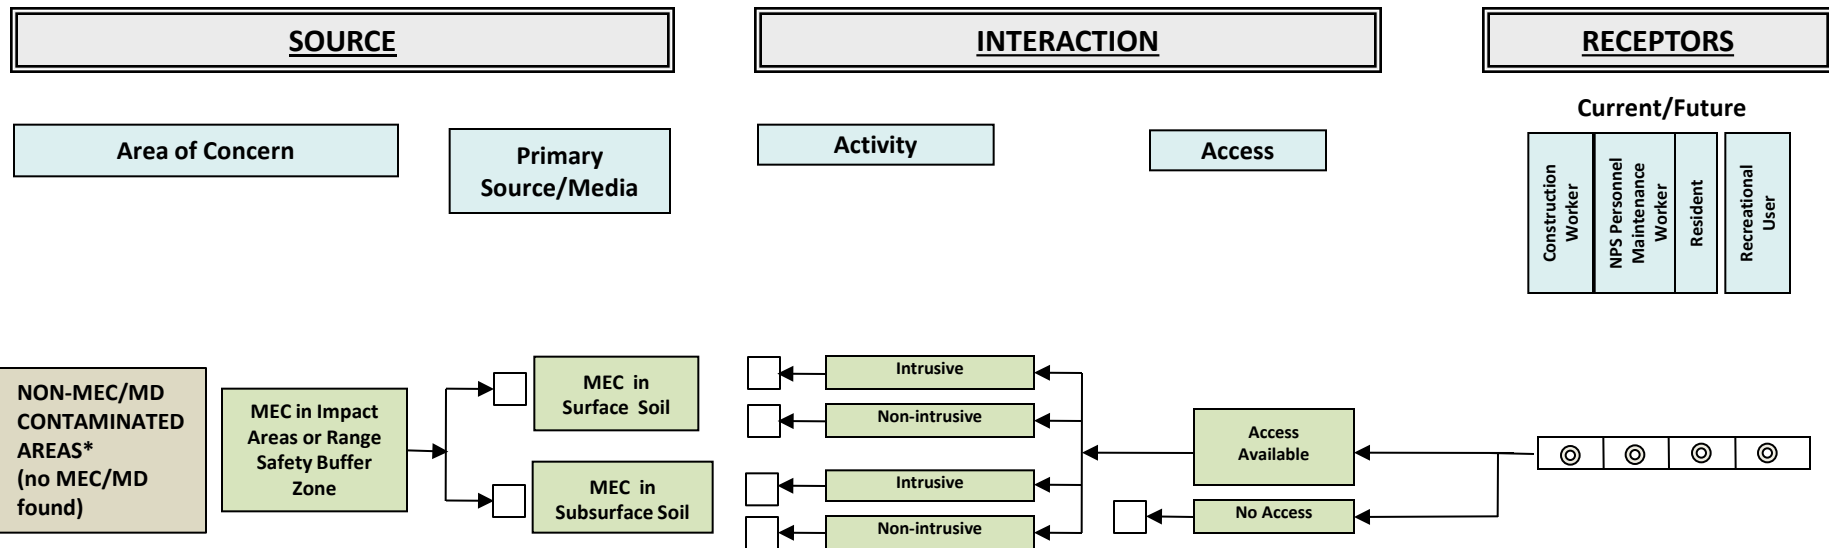 SOURCE
INTERACTION
RECEPTORS
Current/Future
Area of Concern
Primary
Source/Media
Activity
Access
Construction
Worker
NPS Personnel
Maintenance
Worker
Resident
Recreational
User
NON-MEC/MD
CONTAMINATED
AREAS*
(no MEC/MD
found)
MEC in Impact
Areas or Range
Safety Buffer
Zone
MEC in
Surface Soil
MEC in
Subsurface Soil
Intrusive
Non-intrusive
Intrusive
Non-intrusive
Access
Available
No Access